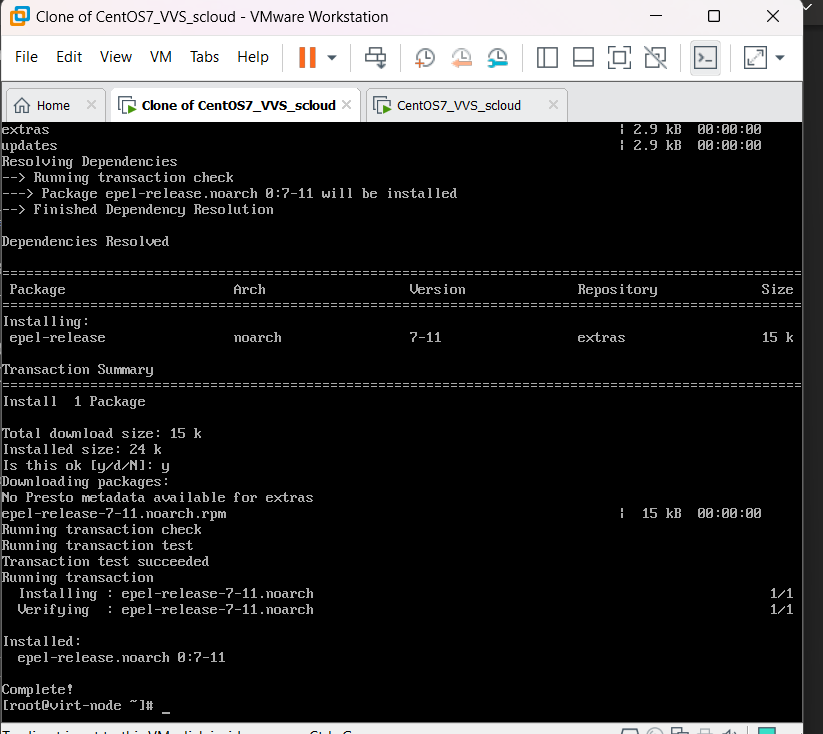 Clone of CentOS7_VVS_scloud - VMware Workstation
File Edit View VM Tabs Help
Home Clone of CentOS7_VVS_scloud CentOS7_VVS_scloud
extras | 2.9 kB 00:00:00
updates | 2.9 kB 00:00:00
Resolving Dependencies
--> Running transaction check
---> Package epel-release.noarch 0:7-11 will be installed
--> Finished Dependency Resolution
Dependencies Resolved
================================================================================
Package Arch Version Repository Size
================================================================================
Installing:
epel-release noarch 7-11 extras 15 k
Transaction Summary
================================================================================
Install 1 Package
Total download size: 15 k
Installed size: 24 k
Is this ok [y/d/N]: y
Downloading packages:
No Presto metadata available for extras
epel-release-7-11.noarch.rpm | 15 kB 00:00:00
Running transaction check
Running transaction test
Transaction test succeeded
Running transaction
Installing : epel-release-7-11.noarch 1/1
Verifying : epel-release-7-11.noarch 1/1
Installed:
epel-release.noarch 0:7-11
Complete!
[root@virt-node ~]# _